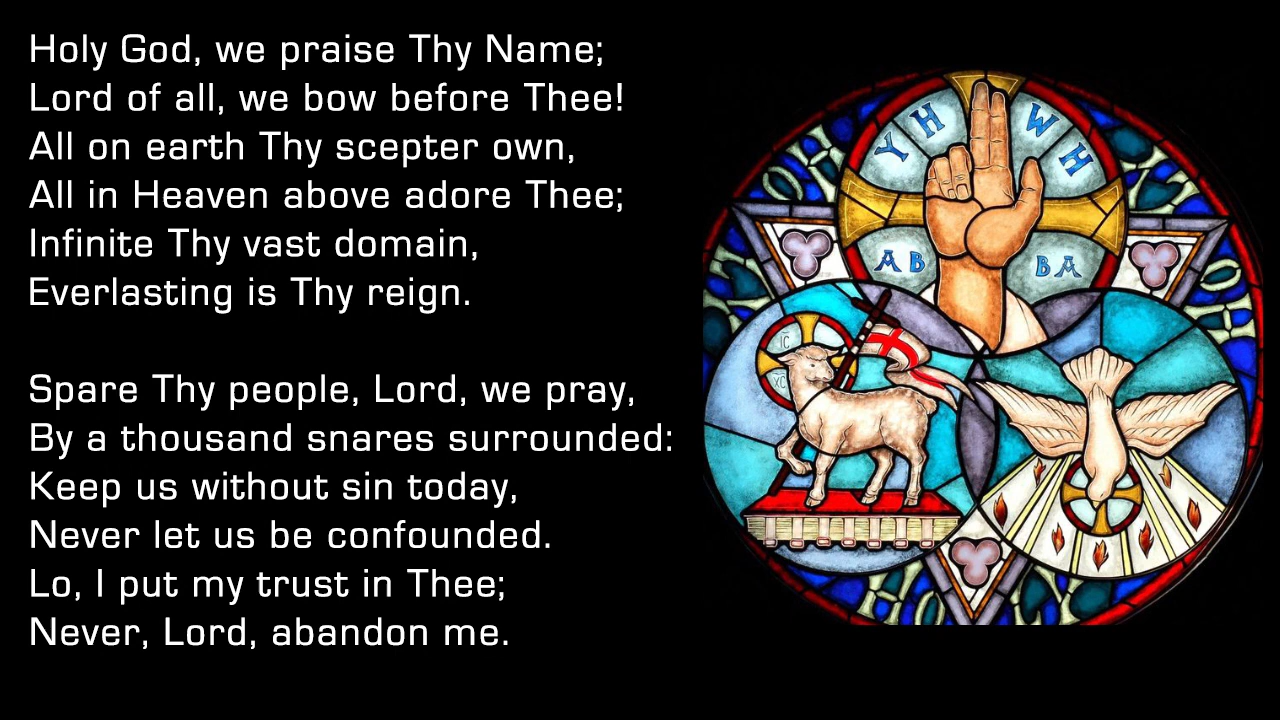 Holy God, we praise Thy Name;
Lord of all, we bow before Thee!
All on earth Thy scepter own,
All in Heaven above adore Thee;
Infinite Thy vast domain,
Everlasting is Thy reign.
Spare Thy people, Lord, we pray,
By a thousand snares surrounded:
Keep us without sin today,
Never let us be confounded.
Lo, I put my trust in Thee;
Never, Lord, abandon me.
Y H W H
AB BA
IC
XC